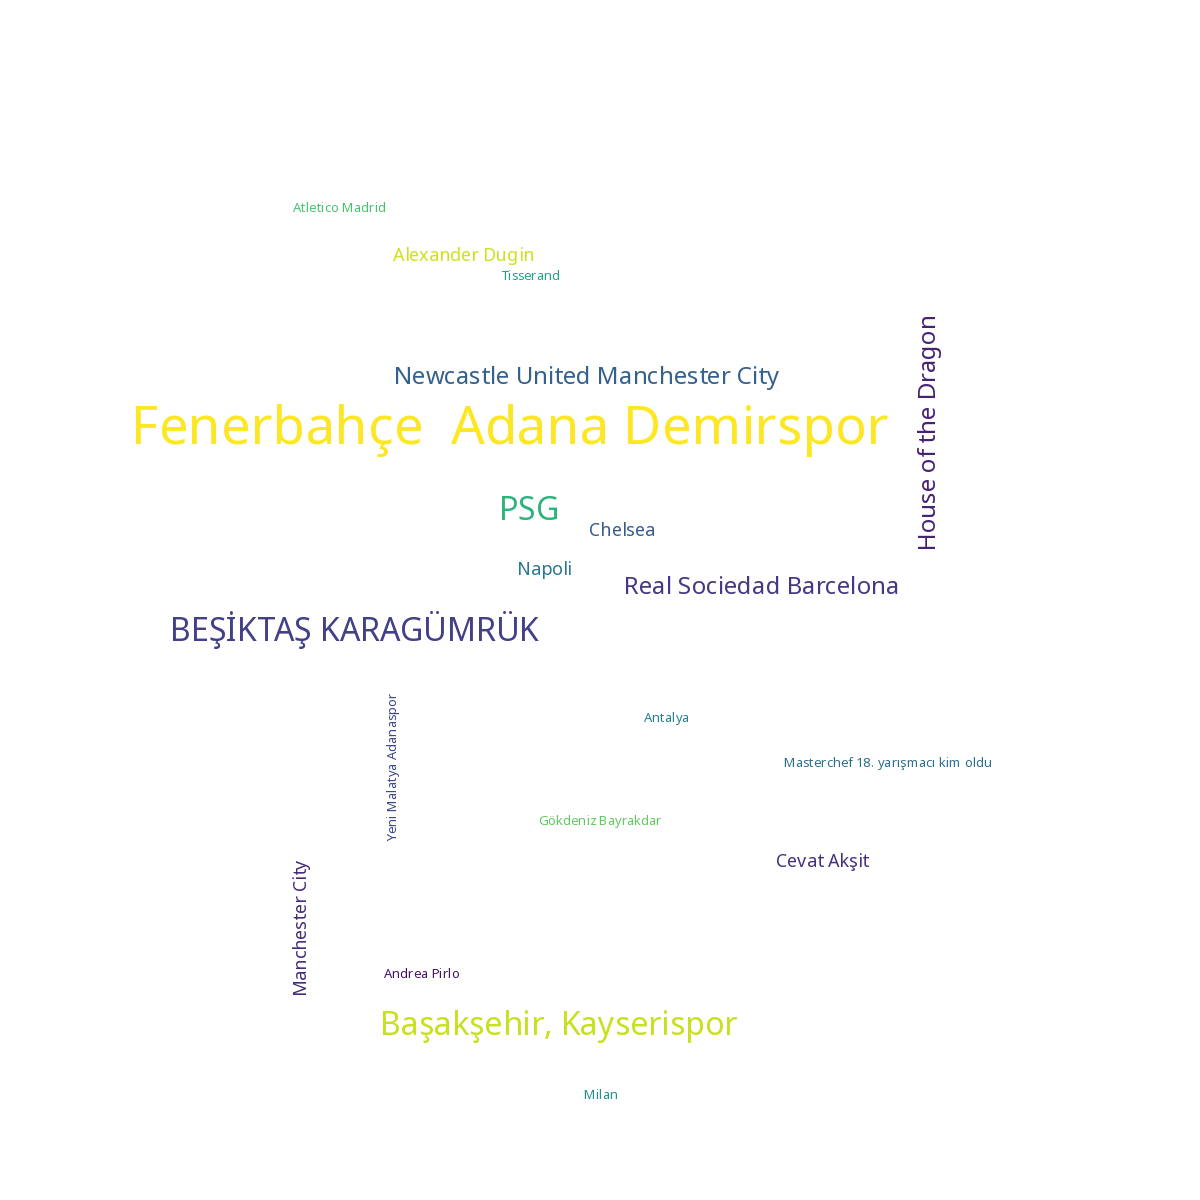 Atletico Madrid
Alexander Dugin
Tisserand
House of the Dragon
Newcastle United Manchester City
Fenerbahçe  Adana Demirspor
PSG
Chelsea
Napoli
Real Sociedad Barcelona
BEŞİKTAŞ KARAGÜMRÜK
Yeni Malatya Adanaspor
Antalya
Masterchef 18. yarışmacı kim oldu
Gökdeniz Bayrakdar
Cevat Akşit
Manchester City
Andrea Pirlo
Başakşehir, Kayserispor
Milan